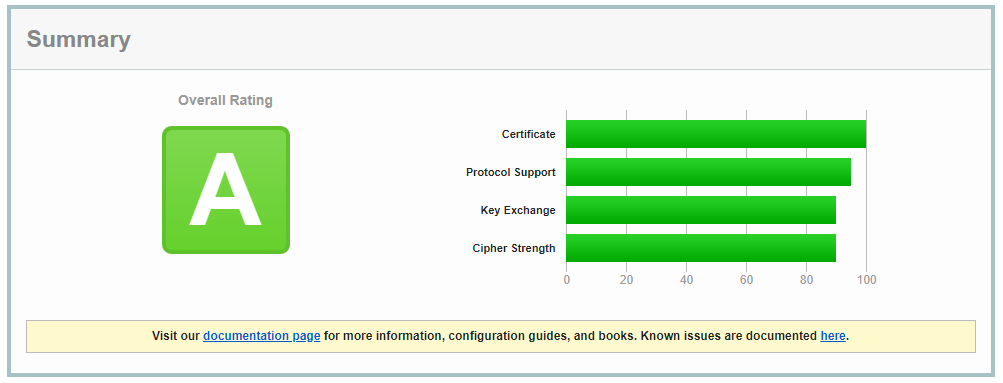 Summary
Overall Rating
A
Certificate
Protocol Support
Key Exchange
Cipher Strength
0 20 40 60 80 100
Visit our documentation page for more information, configuration guides, and books. Known issues are documented here.